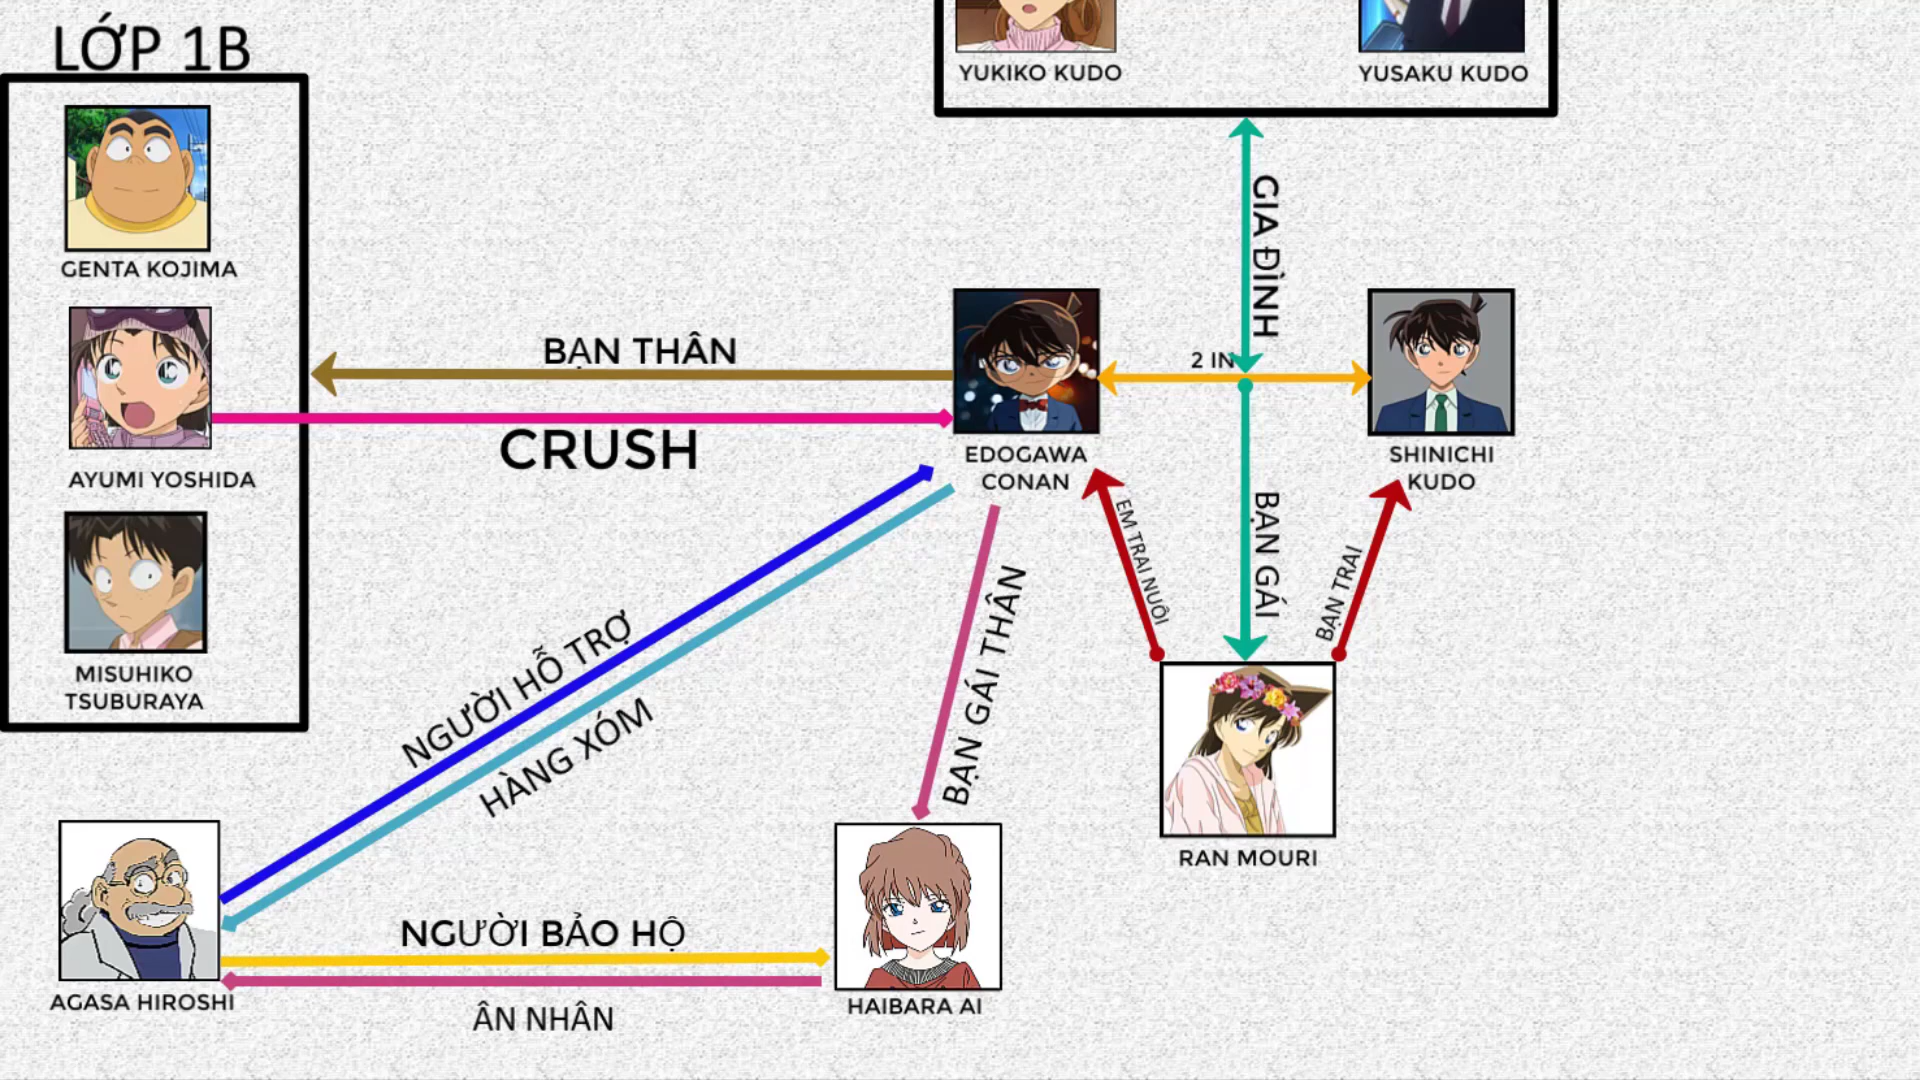 LỚP 1B
YUKIKO KUDO
YUSAKU KUDO
GENTA KOJIMA
GIA ĐÌNH
BẠN THÂN
2 IN
CRUSH
AYUMI YOSHIDA
EDOGAWA
CONAN
SHINICHI
KUDO
EM TRAI NUÔI
BẠN GÁI
BẠN TRAI
NGƯỜI HỖ TRỢ
HÀNG XÓM
BẠN GÁI THÂN
MISUHIKO
TSUBURAYA
RAN MOURI
NGƯỜI BẢO HỘ
AGASA HIROSHI
HAIBARA AI
ÂN NHÂN